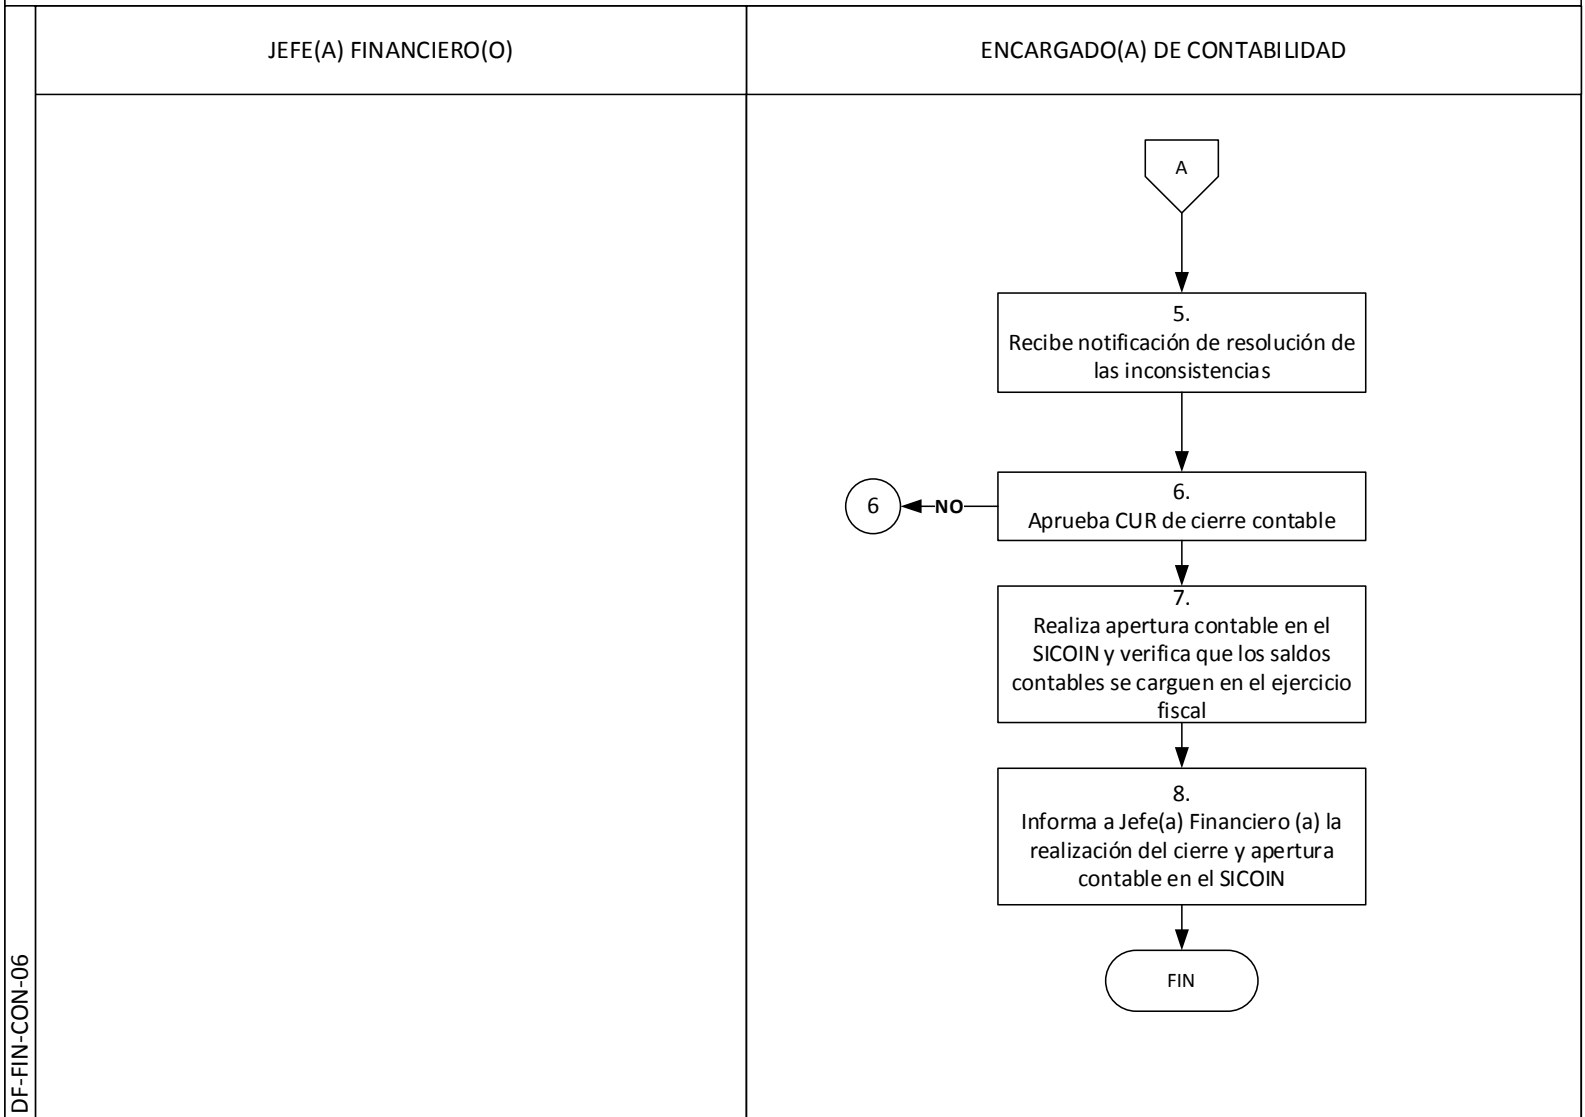 JEFE(A) FINANCIERO(O)
ENCARGADO(A) DE CONTABILIDAD
A
5.
Recibe notificación de resolución de
las inconsistencias
6
NO
6.
Aprueba CUR de cierre contable
7.
Realiza apertura contable en el
SICOIN y verifica que los saldos
contables se carguen en el ejercicio
fiscal
8.
Informa a Jefe(a) Financiero (a) la
realización del cierre y apertura
contable en el SICOIN
FIN
DF-FIN-CON-06